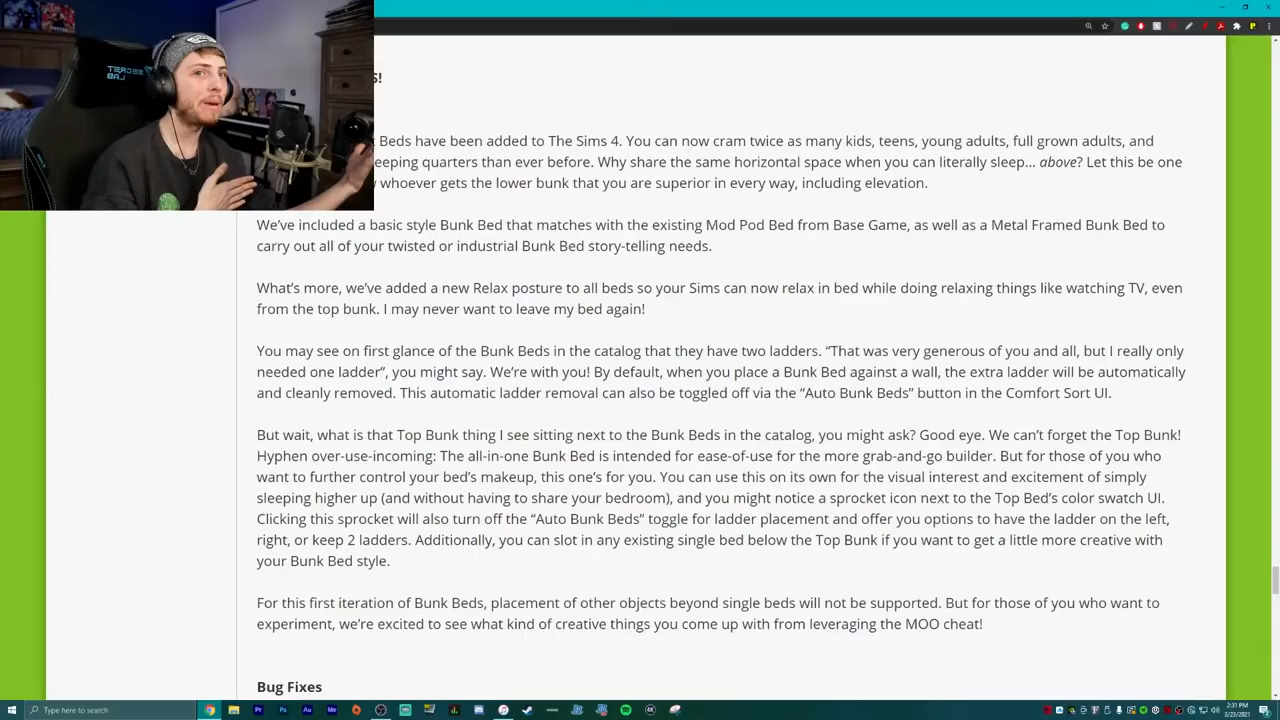 S!
Beds have been added to The Sims 4. You can now cram twice as many kids, teens, young adults, full grown adults, and
eeping quarters than ever before. Why share the same horizontal space when you can literally sleep… above? Let this be one
whoever gets the lower bunk that you are superior in every way, including elevation.
We’ve included a basic style Bunk Bed that matches with the existing Mod Pod Bed from Base Game, as well as a Metal Framed Bunk Bed to
carry out all of your twisted or industrial Bunk Bed story-telling needs.
What’s more, we’ve added a new Relax posture to all beds so your Sims can now relax in bed while doing relaxing things like watching TV, even
from the top bunk. I may never want to leave my bed again!
You may see on first glance of the Bunk Beds in the catalog that they have two ladders. “That was very generous of you and all, but I really only
needed one ladder”, you might say. We’re with you! By default, when you place a Bunk Bed against a wall, the extra ladder will be automatically
and cleanly removed. This automatic ladder removal can also be toggled off via the “Auto Bunk Beds” button in the Comfort Sort UI.
But wait, what is that Top Bunk thing I see sitting next to the Bunk Beds in the catalog, you might ask? Good eye. We can’t forget the Top Bunk!
Hyphen over-use-incoming: The all-in-one Bunk Bed is intended for ease-of-use for the more grab-and-go builder. But for those of you who
want to further control your bed’s makeup, this one’s for you. You can use this on its own for the visual interest and excitement of simply
sleeping higher up (and without having to share your bedroom), and you might notice a sprocket icon next to the Top Bed’s color swatch UI.
Clicking this sprocket will also turn off the “Auto Bunk Beds” toggle for ladder placement and offer you options to have the ladder on the left,
right, or keep 2 ladders. Additionally, you can slot in any existing single bed below the Top Bunk if you want to get a little more creative with
your Bunk Bed style.
For this first iteration of Bunk Beds, placement of other objects beyond single beds will not be supported. But for those of you who want to
experiment, we’re excited to see what kind of creative things you come up with from leveraging the MOO cheat!
Bug Fixes
Type here to search
2:31 PM
3/23/2021